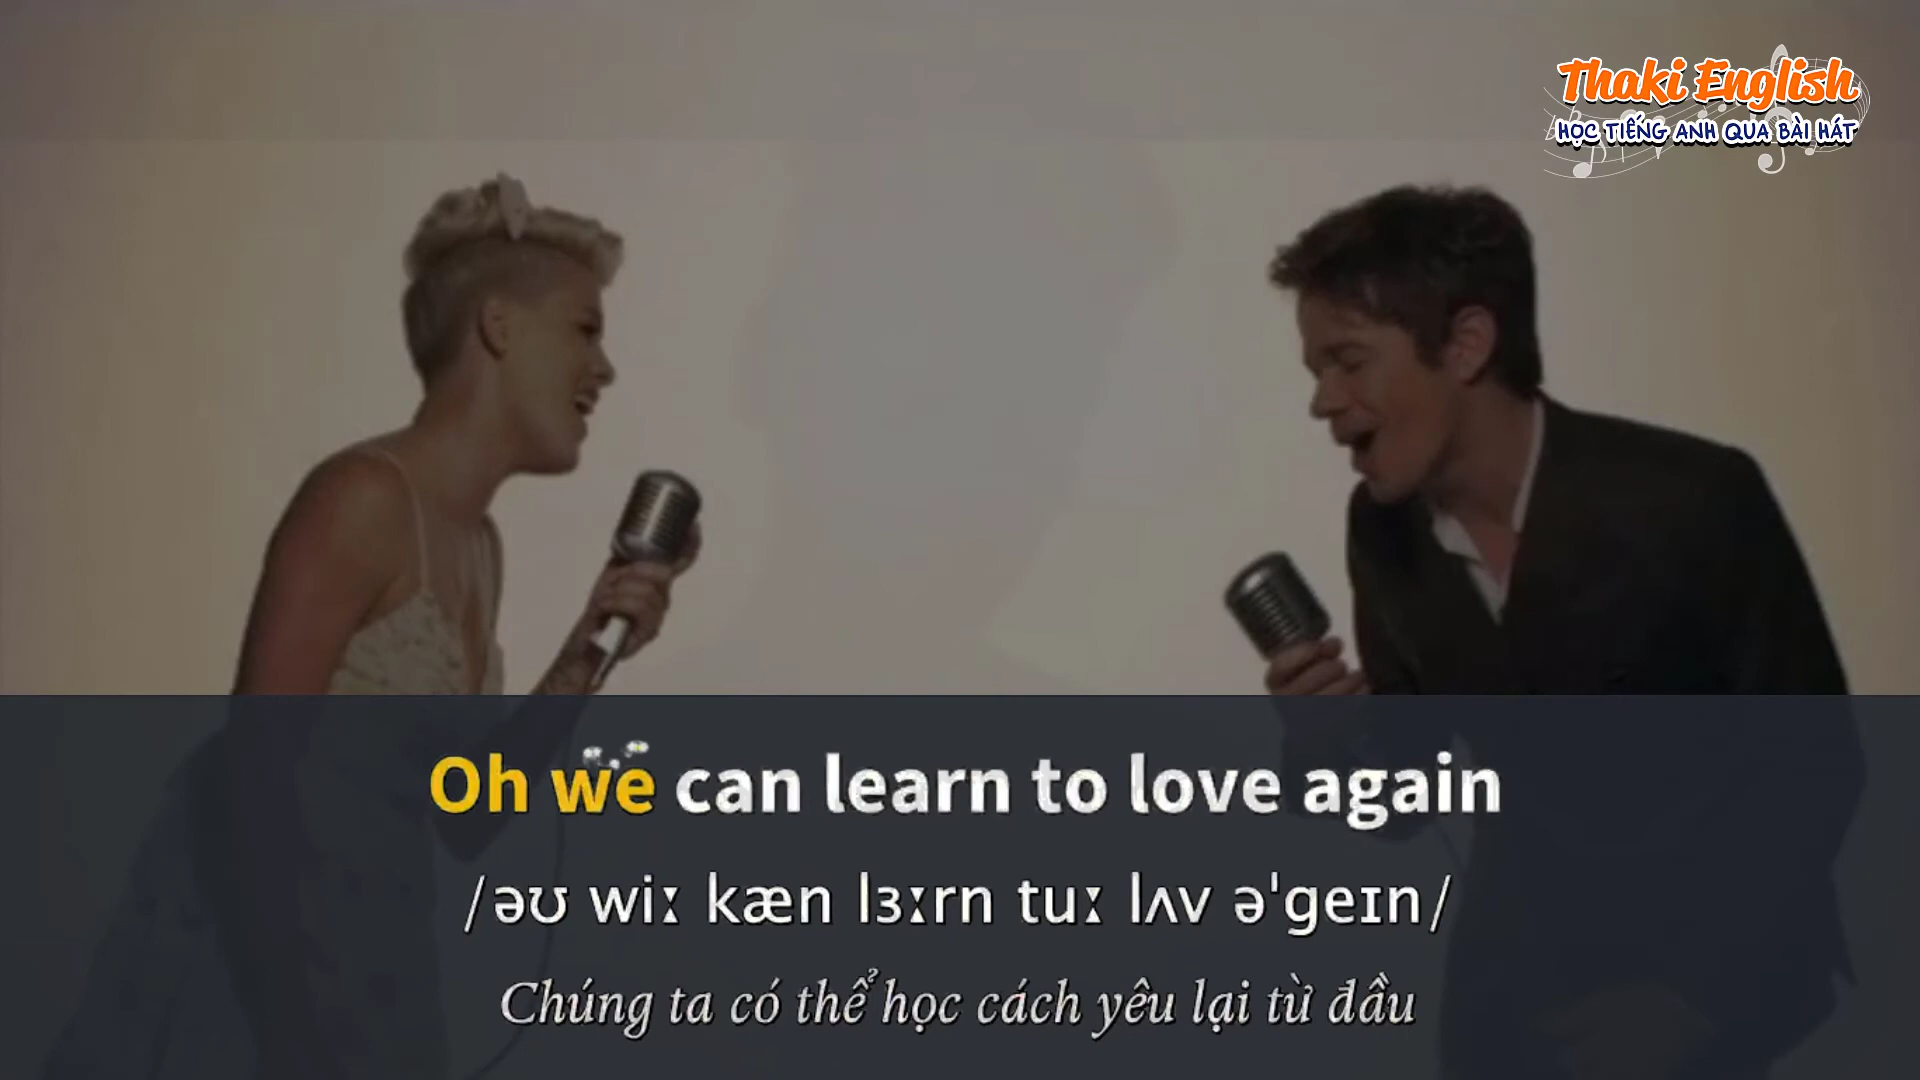 Thaki English
HỌC TIẾNG ANH QUA BÀI HÁT
Oh we can learn to love again
/əʊ wiː kæn lɜːrn tuː lʌv əˈɡeɪn/
Chúng ta có thể học cách yêu lại từ đầu